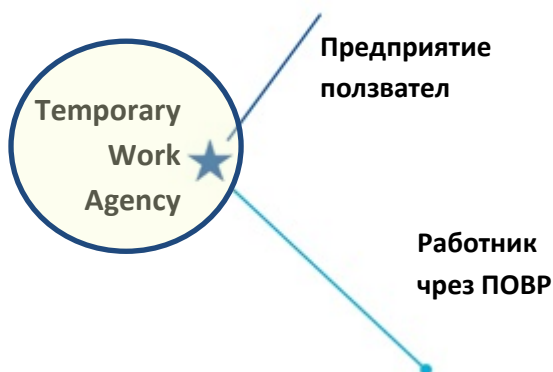 Предприятие
ползвател
Temporary
Work
Agency
Работник
чрез ПОВР